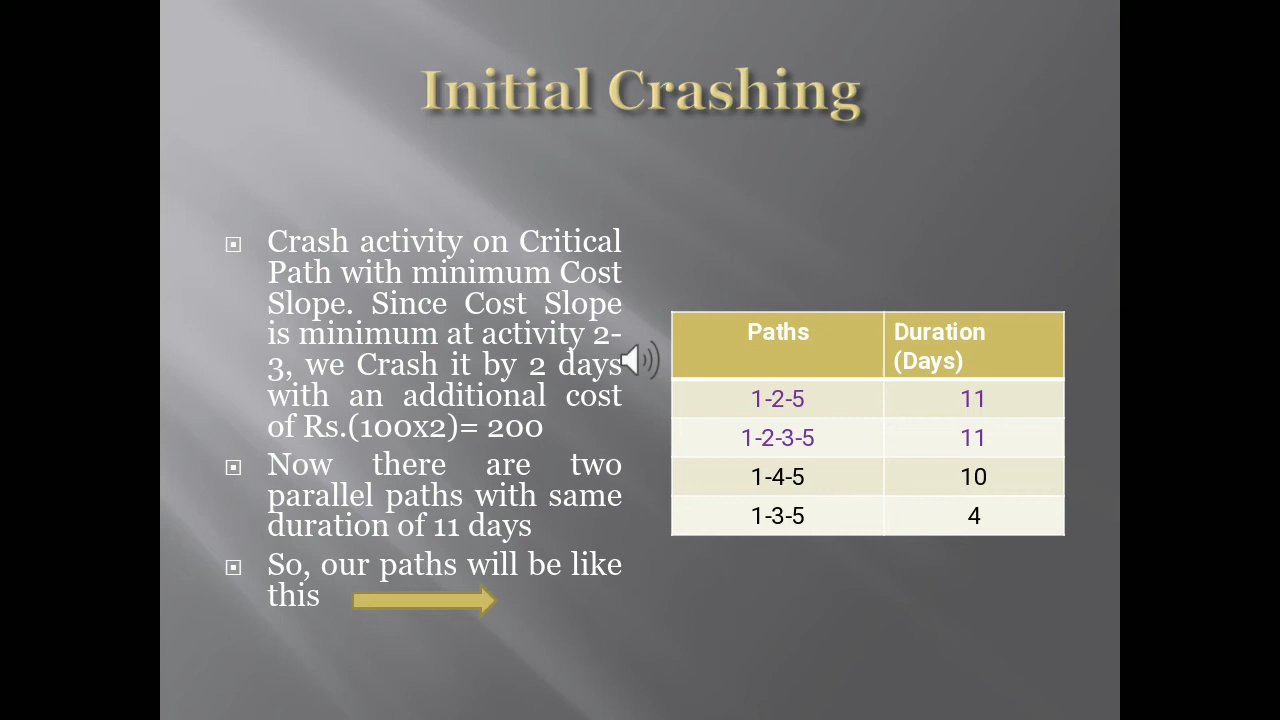 Initial Crashing
Crash activity on Critical
Path with minimum Cost
Slope. Since Cost Slope
is minimum at activity 2-
3, we Crash it by 2 days
with an additional cost
of Rs.(100x2)= 200
Now there are two
parallel paths with same
duration of 11 days
So, our paths will be like
this
Paths Duration
(Days)
1-2-5 11
1-2-3-5 11
1-4-5 10
1-3-5 4